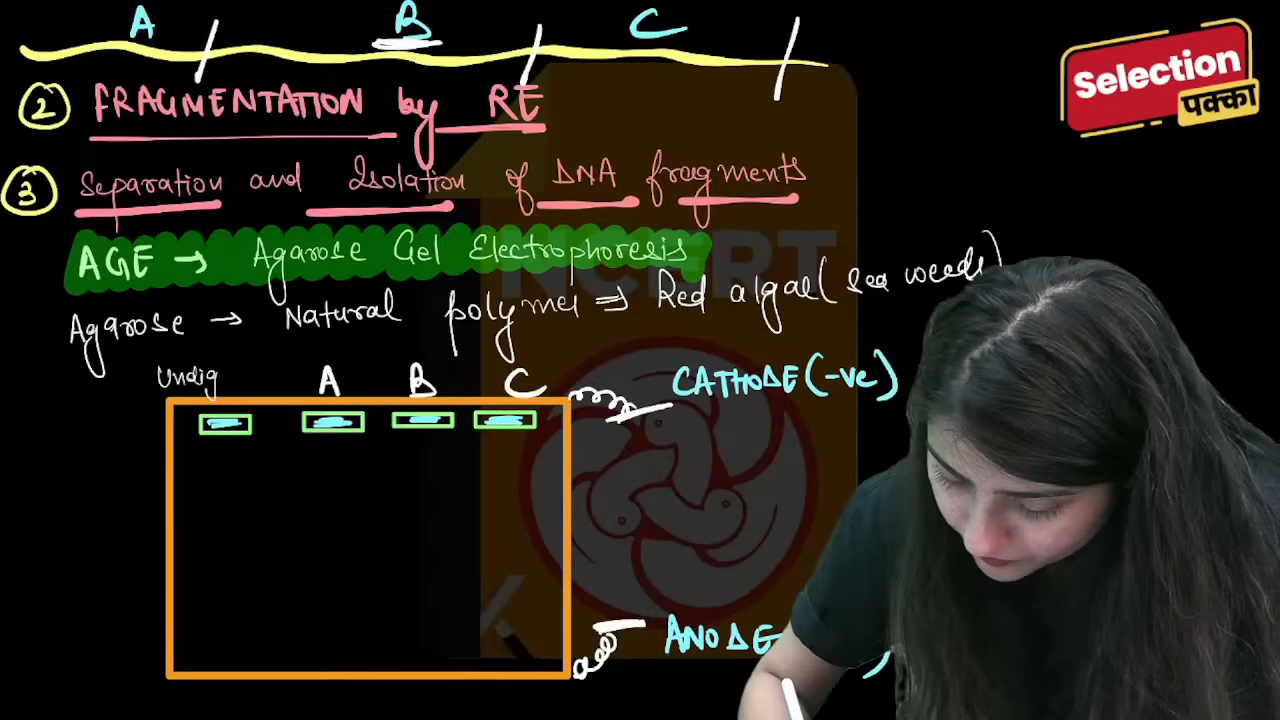 A B C
Selection
पक्का
2 FRAGMENTATION by RE
3 Separation and Isolation of DNA fragments
AGE → Agarose Gel Electrophoresis
NCERT
Agarose → Natural polymer ⇒ Red algae (sea weeds)
Undig A B C
CATHODE (-ve)
ANODE